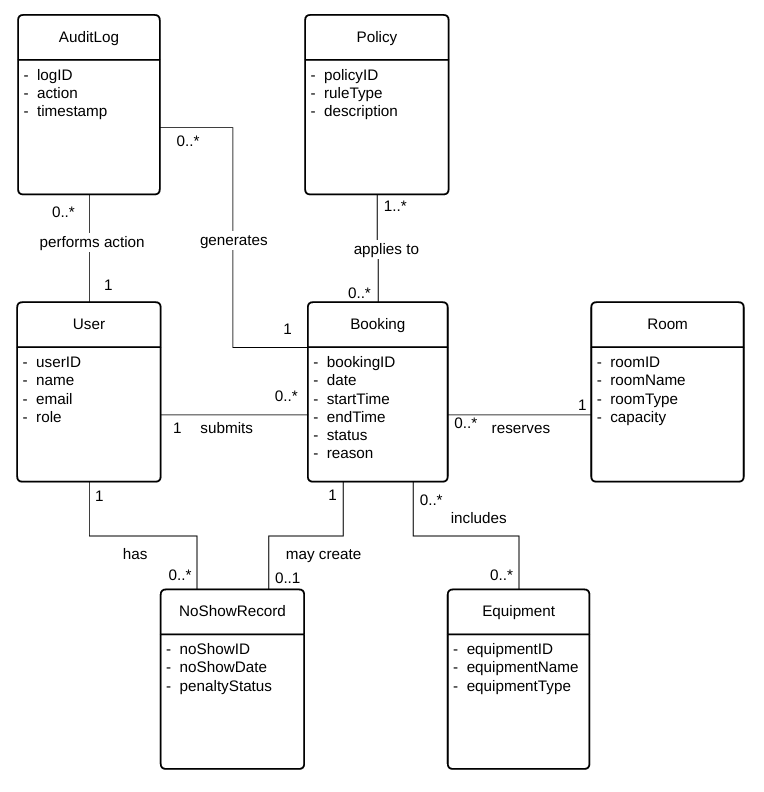 AuditLog
- logID
- action
- timestamp
Policy
- policyID
- ruleType
- description
0..*
0..*
performs action
1
generates
1
1..*
applies to
0..*
User
- userID
- name
- email
- role
Booking
- bookingID
- date
- startTime
- endTime
- status
- reason
Room
- roomID
- roomName
- roomType
- capacity
0..*
1 submits
1
0..* reserves
1
has
0..*
1
may create
0..1
0..*
includes
0..*
NoShowRecord
- noShowID
- noShowDate
- penaltyStatus
Equipment
- equipmentID
- equipmentName
- equipmentType